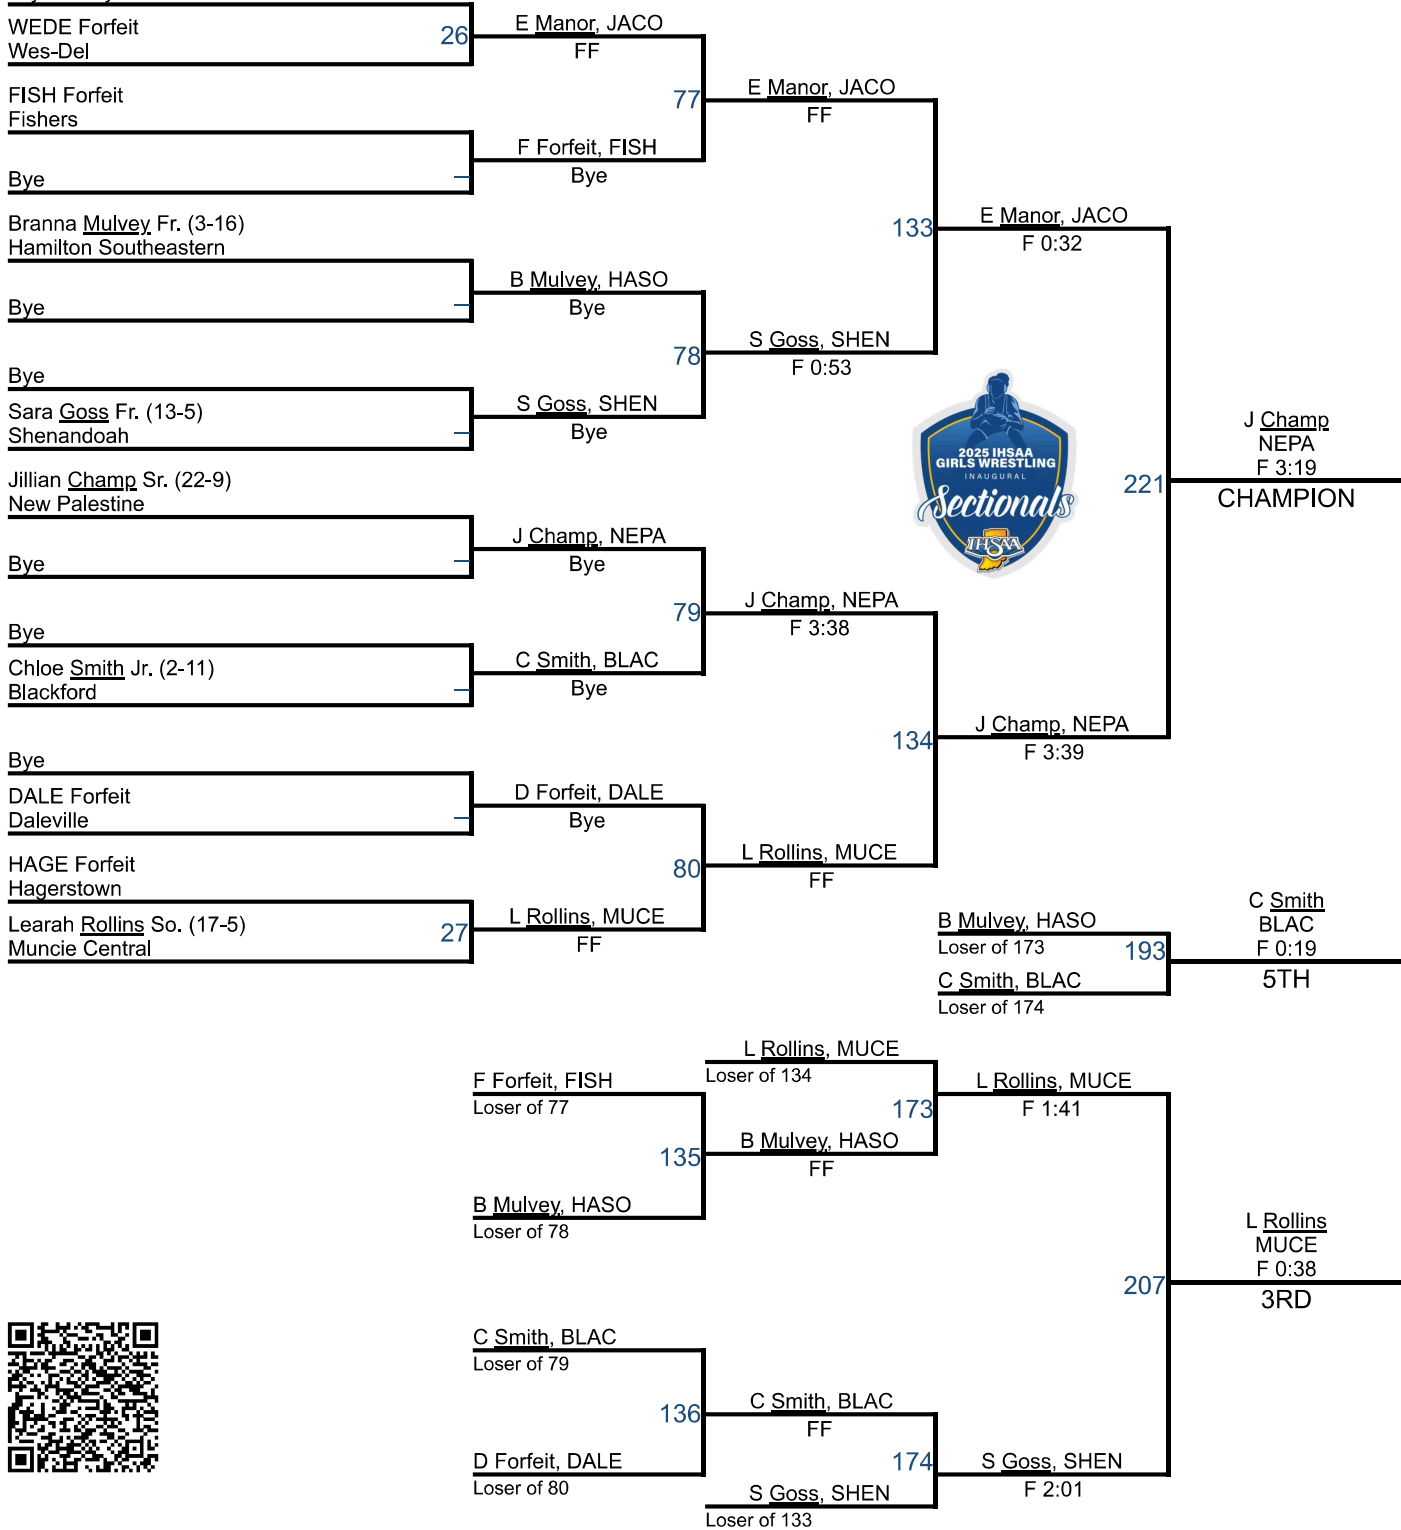 WEDE Forfeit
Wes-Del
26
E Manor, JACO
FF
FISH Forfeit
Fishers
77
E Manor, JACO
FF
F Forfeit, FISH
Bye
Bye
Branna Mulvey Fr. (3-16)
Hamilton Southeastern
133
E Manor, JACO
F 0:32
B Mulvey, HASO
Bye
Bye
78
S Goss, SHEN
F 0:53
Bye
Sara Goss Fr. (13-5)
Shenandoah
S Goss, SHEN
Bye
2025 IHSAA
GIRLS WRESTLING
INAUGURAL
Sectionals
IHSAA
221
J Champ
NEPA
F 3:19
CHAMPION
Jillian Champ Sr. (22-9)
New Palestine
J Champ, NEPA
Bye
Bye
79
J Champ, NEPA
F 3:38
Bye
Chloe Smith Jr. (2-11)
Blackford
C Smith, BLAC
Bye
134
J Champ, NEPA
F 3:39
Bye
DALE Forfeit
Daleville
D Forfeit, DALE
Bye
80
L Rollins, MUCE
FF
HAGE Forfeit
Hagerstown
Learah Rollins So. (17-5)
Muncie Central
27
L Rollins, MUCE
FF
B Mulvey, HASO
Loser of 173
193
C Smith, BLAC
Loser of 174
C Smith
BLAC
F 0:19
5TH
L Rollins, MUCE
Loser of 134
F Forfeit, FISH
Loser of 77
173
L Rollins, MUCE
F 1:41
135
B Mulvey, HASO
FF
B Mulvey, HASO
Loser of 78
207
L Rollins
MUCE
F 0:38
3RD
C Smith, BLAC
Loser of 79
136
C Smith, BLAC
FF
D Forfeit, DALE
Loser of 80
174
S Goss, SHEN
F 2:01
S Goss, SHEN
Loser of 133